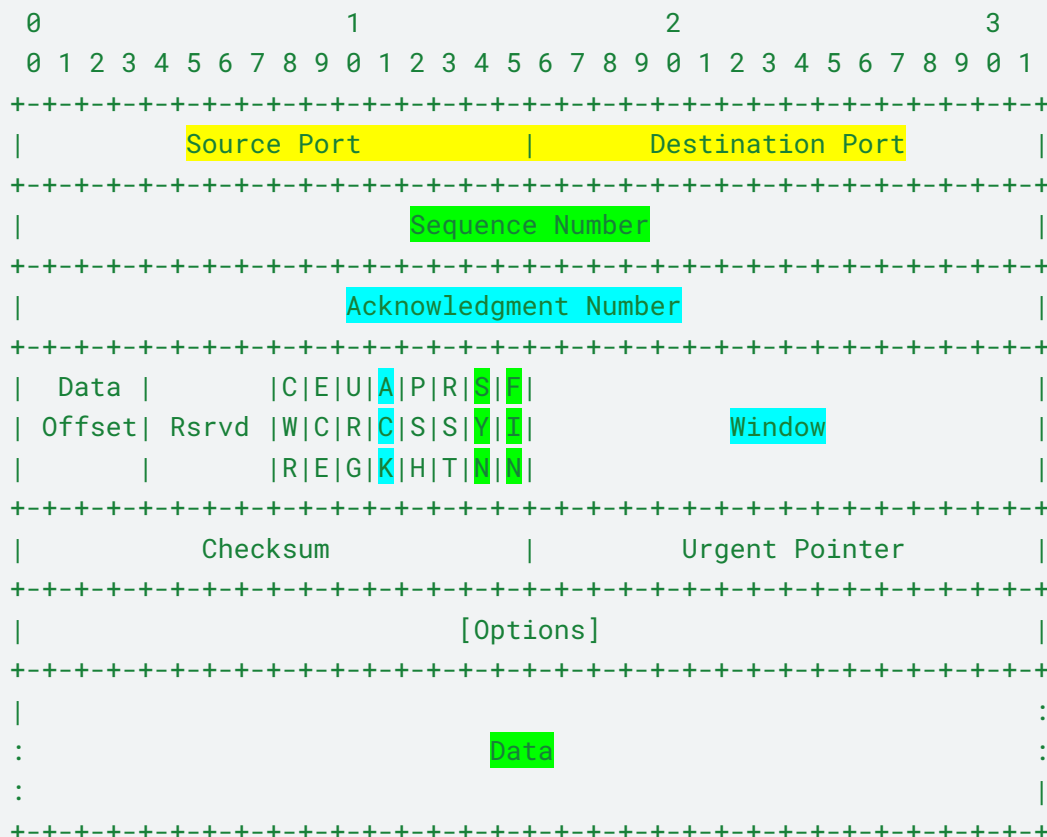 0 1 2 3
0 1 2 3 4 5 6 7 8 9 0 1 2 3 4 5 6 7 8 9 0 1 2 3 4 5 6 7 8 9 0 1
+-+-+-+-+-+-+-+-+-+-+-+-+-+-+-+-+-+-+-+-+-+-+-+-+-+-+-+-+-+-+-+-+
| Source Port | Destination Port |
+-+-+-+-+-+-+-+-+-+-+-+-+-+-+-+-+-+-+-+-+-+-+-+-+-+-+-+-+-+-+-+-+
| Sequence Number |
+-+-+-+-+-+-+-+-+-+-+-+-+-+-+-+-+-+-+-+-+-+-+-+-+-+-+-+-+-+-+-+-+
| Acknowledgment Number |
+-+-+-+-+-+-+-+-+-+-+-+-+-+-+-+-+-+-+-+-+-+-+-+-+-+-+-+-+-+-+-+-+
| Data | |C|E|U|A|P|R|S|F| |
| Offset| Rsrvd |W|C|R|C|S|S|Y|I| Window |
| | |R|E|G|K|H|T|N|N| |
+-+-+-+-+-+-+-+-+-+-+-+-+-+-+-+-+-+-+-+-+-+-+-+-+-+-+-+-+-+-+-+-+
| Checksum | Urgent Pointer |
+-+-+-+-+-+-+-+-+-+-+-+-+-+-+-+-+-+-+-+-+-+-+-+-+-+-+-+-+-+-+-+-+
| [Options] |
+-+-+-+-+-+-+-+-+-+-+-+-+-+-+-+-+-+-+-+-+-+-+-+-+-+-+-+-+-+-+-+-+
| :
: Data :
: |
+-+-+-+-+-+-+-+-+-+-+-+-+-+-+-+-+-+-+-+-+-+-+-+-+-+-+-+-+-+-+-+-+